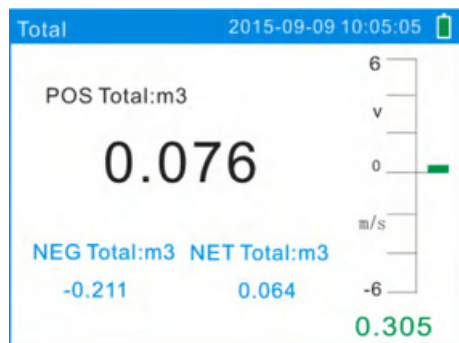 Total 2015-09-09 10:05:05
POS Total:m3
0.076
NEG Total:m3 NET Total:m3
-0.211 0.064
6
v
0
m/s
-6
0.305